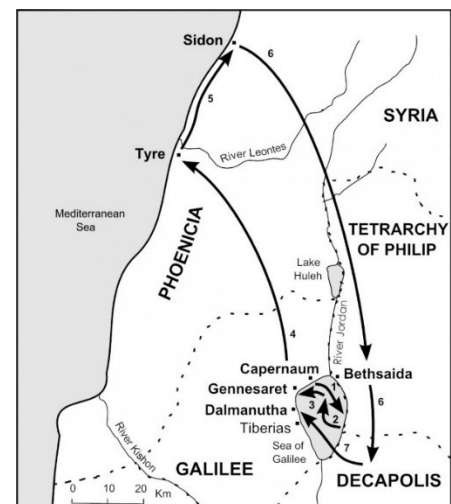 Sidon
6
SYRIA
5
Tyre
River Leontes
Mediterranean
Sea
TETRARCHY
OF PHILIP
PHOENICIA
Lake
Huleh
River Jordan
4
Capernaum
Bethsaida
1
Gennesaret
3
6
Dalmanutha
2
Tiberias
Sea of
Galilee
7
River Kishon
GALILEE
DECAPOLIS
0 10 20
Km